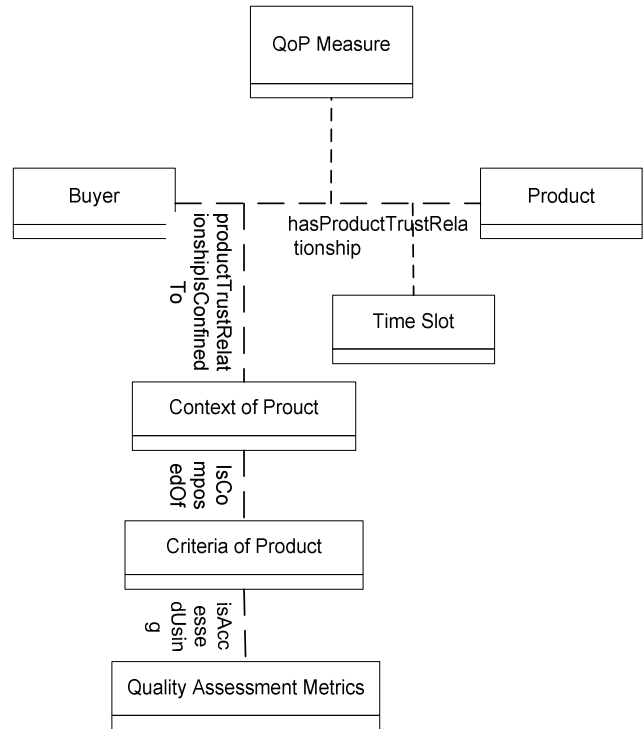 QoP Measure
Buyer
Product
hasProductTrustRela
tionship
productTrustRelat
ionshipIsConfined
To
Time Slot
Context of Prouct
IsCo
mpos
edOf
Criteria of Product
isAcc
esse
dUsin
g
Quality Assessment Metrics